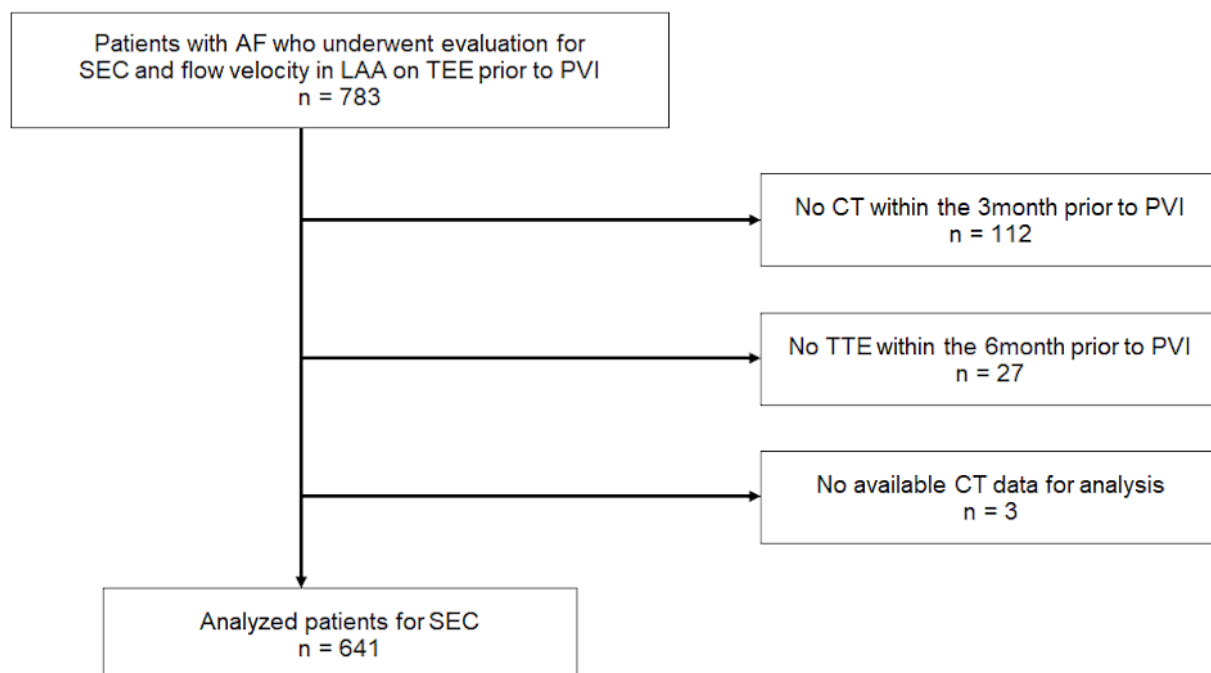 Patients with AF who underwent evaluation for
SEC and flow velocity in LAA on TEE prior to PVI
n = 783
No CT within the 3month prior to PVI
n = 112
No TTE within the 6month prior to PVI
n = 27
No available CT data for analysis
n = 3
Analyzed patients for SEC
n = 641